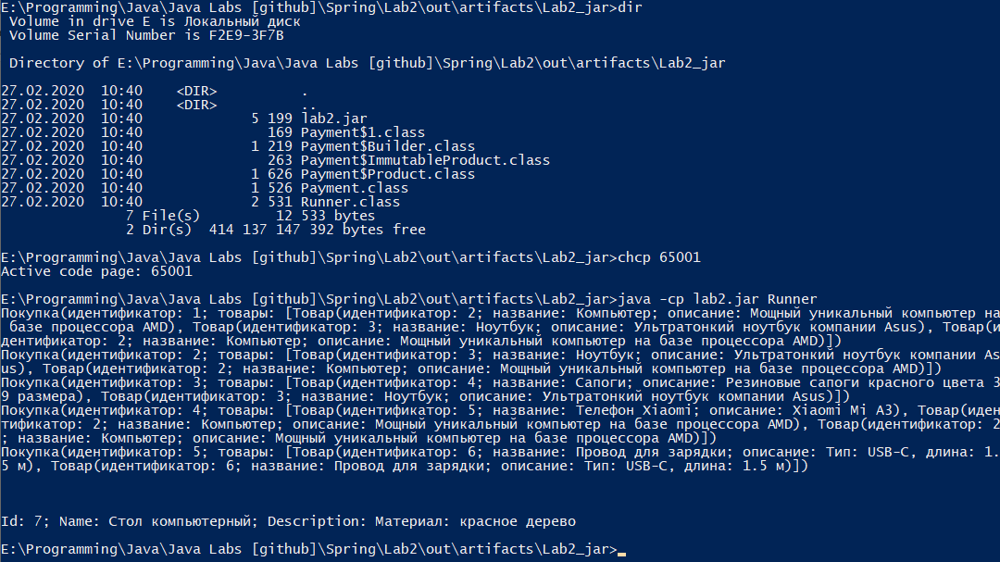 E:\Programming\Java\Java Labs [github]\Spring\Lab2\out\artifacts\Lab2_jar>dir
 Volume in drive E is Локальный диск
 Volume Serial Number is F2E9-3F7B

 Directory of E:\Programming\Java\Java Labs [github]\Spring\Lab2\out\artifacts\Lab2_jar

27.02.2020  10:40    <DIR>          .
27.02.2020  10:40    <DIR>          ..
27.02.2020  10:40             5 199 lab2.jar
27.02.2020  10:40               169 Payment$1.class
27.02.2020  10:40             1 219 Payment$Builder.class
27.02.2020  10:40               263 Payment$ImmutableProduct.class
27.02.2020  10:40             1 626 Payment$Product.class
27.02.2020  10:40             1 526 Payment.class
27.02.2020  10:40             2 531 Runner.class
               7 File(s)         12 533 bytes
               2 Dir(s)  414 137 147 392 bytes free

E:\Programming\Java\Java Labs [github]\Spring\Lab2\out\artifacts\Lab2_jar>chcp 65001
Active code page: 65001

E:\Programming\Java\Java Labs [github]\Spring\Lab2\out\artifacts\Lab2_jar>java -cp lab2.jar Runner
Покупка(идентификатор: 1; товары: [Товар(идентификатор: 2; название: Компьютер; описание: Мощный уникальный компьютер на
 базе процессора AMD), Товар(идентификатор: 3; название: Ноутбук; описание: Ультратонкий ноутбук компании Asus), Товар(и
дентификатор: 2; название: Компьютер; описание: Мощный уникальный компьютер на базе процессора AMD)])
Покупка(идентификатор: 2; товары: [Товар(идентификатор: 3; название: Ноутбук; описание: Ультратонкий ноутбук компании As
us), Товар(идентификатор: 2; название: Компьютер; описание: Мощный уникальный компьютер на базе процессора AMD)])
Покупка(идентификатор: 3; товары: [Товар(идентификатор: 4; название: Сапоги; описание: Резиновые сапоги красного цвета 3
9 размера), Товар(идентификатор: 3; название: Ноутбук; описание: Ультратонкий ноутбук компании Asus)])
Покупка(идентификатор: 4; товары: [Товар(идентификатор: 5; название: Телефон Xiaomi; описание: Xiaomi Mi A3), Товар(иден
тификатор: 2; название: Компьютер; описание: Мощный уникальный компьютер на базе процессора AMD), Товар(идентификатор: 2
; название: Компьютер; описание: Мощный уникальный компьютер на базе процессора AMD)])
Покупка(идентификатор: 5; товары: [Товар(идентификатор: 6; название: Провод для зарядки; описание: Тип: USB-C, длина: 1.
5 м), Товар(идентификатор: 6; название: Провод для зарядки; описание: Тип: USB-C, длина: 1.5 м)])

Id: 7; Name: Стол компьютерный; Description: Материал: красное дерево

E:\Programming\Java\Java Labs [github]\Spring\Lab2\out\artifacts\Lab2_jar>